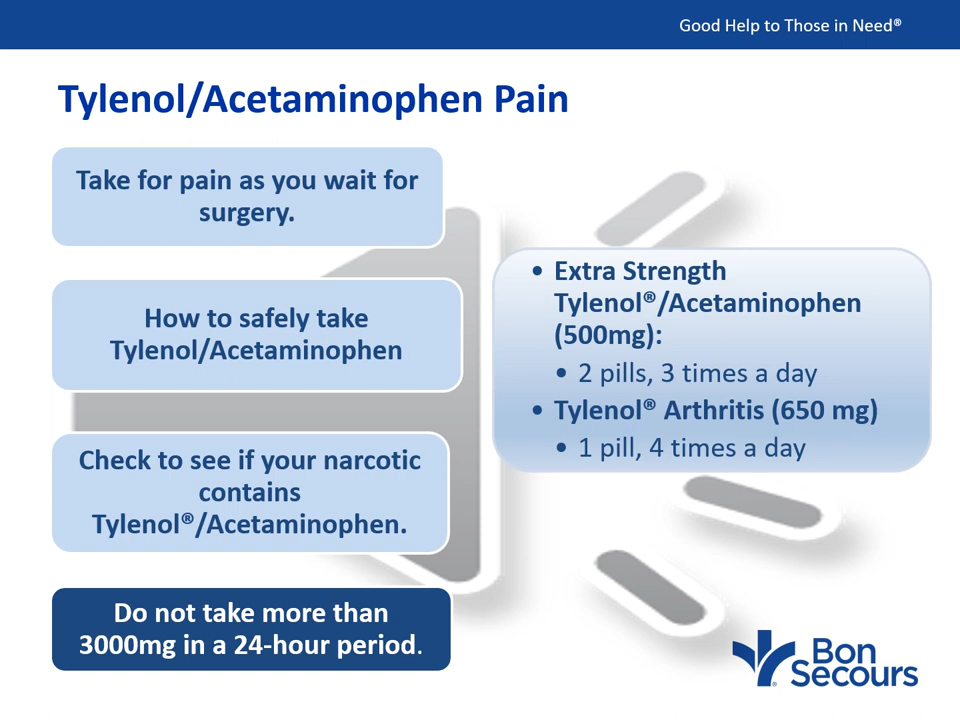 Good Help to Those in Need®
Tylenol/Acetaminophen Pain
Take for pain as you wait for
surgery.
How to safely take
Tylenol/Acetaminophen
Check to see if your narcotic
contains
Tylenol®/Acetaminophen.
Do not take more than
3000mg in a 24-hour period.
• Extra Strength
Tylenol®/Acetaminophen
(500mg):
• 2 pills, 3 times a day
• Tylenol® Arthritis (650 mg)
• 1 pill, 4 times a day
Bon
Secours